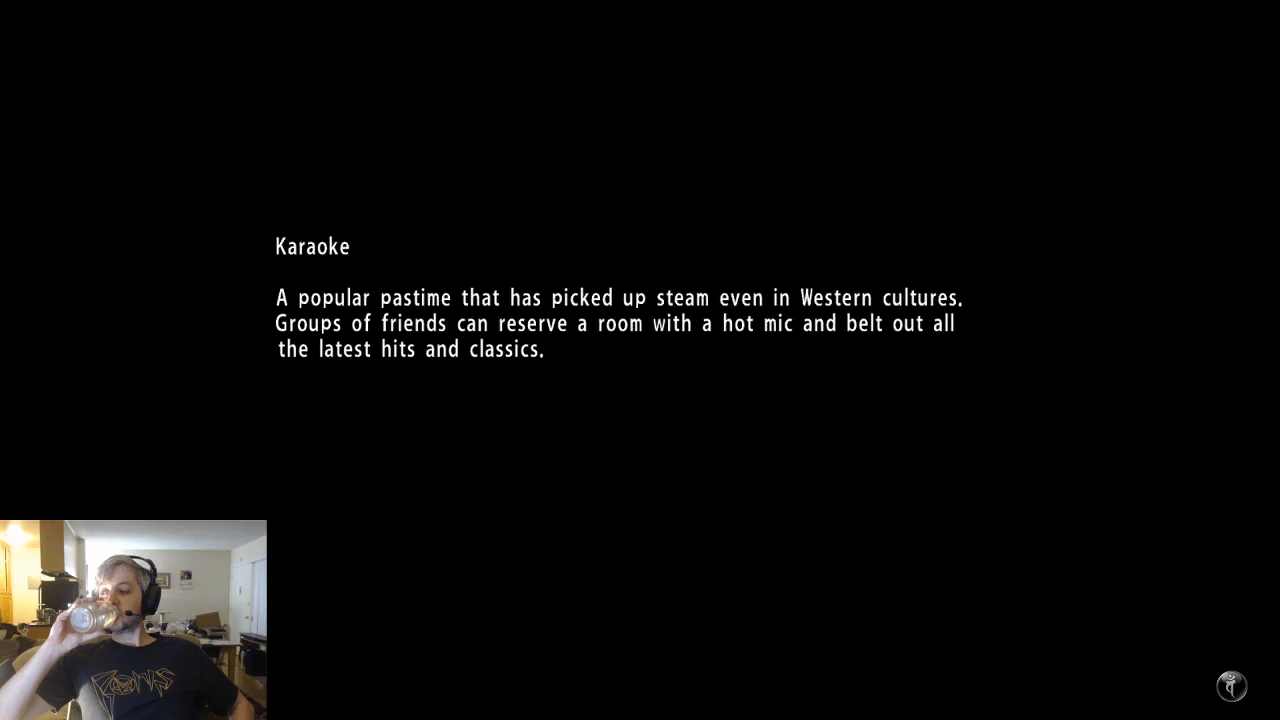 Karaoke
A popular pastime that has picked up steam even in Western cultures.
Groups of friends can reserve a room with a hot mic and belt out all
the latest hits and classics.